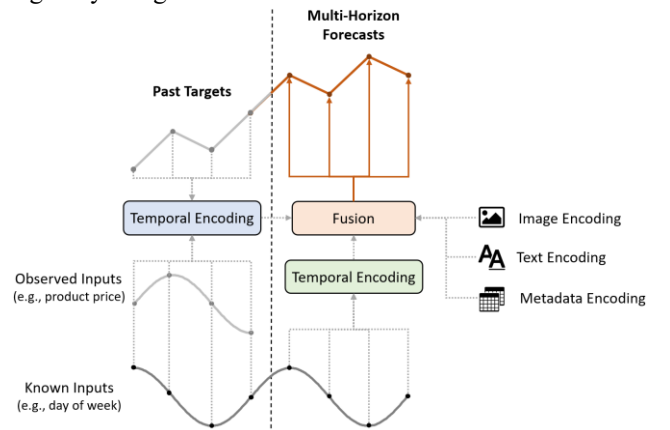 Multi-Horizon
Forecasts
Past Targets
Temporal Encoding
Fusion
Image Encoding
Text Encoding
Temporal Encoding
Metadata Encoding
Observed Inputs
(e.g., product price)
Known Inputs
(e.g., day of week)